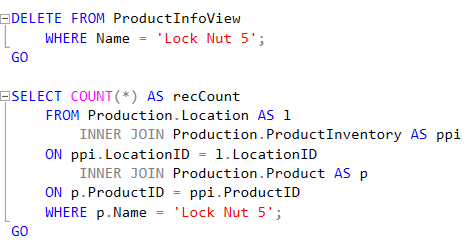 DELETE FROM ProductInfoView
WHERE Name = 'Lock Nut 5';
GO
SELECT COUNT(*) AS recCount
FROM Production.Location AS l
INNER JOIN Production.ProductInventory AS ppi
ON ppi.LocationID = l.LocationID
INNER JOIN Production.Product AS p
ON p.ProductID = ppi.ProductID
WHERE p.Name = 'Lock Nut 5';
GO